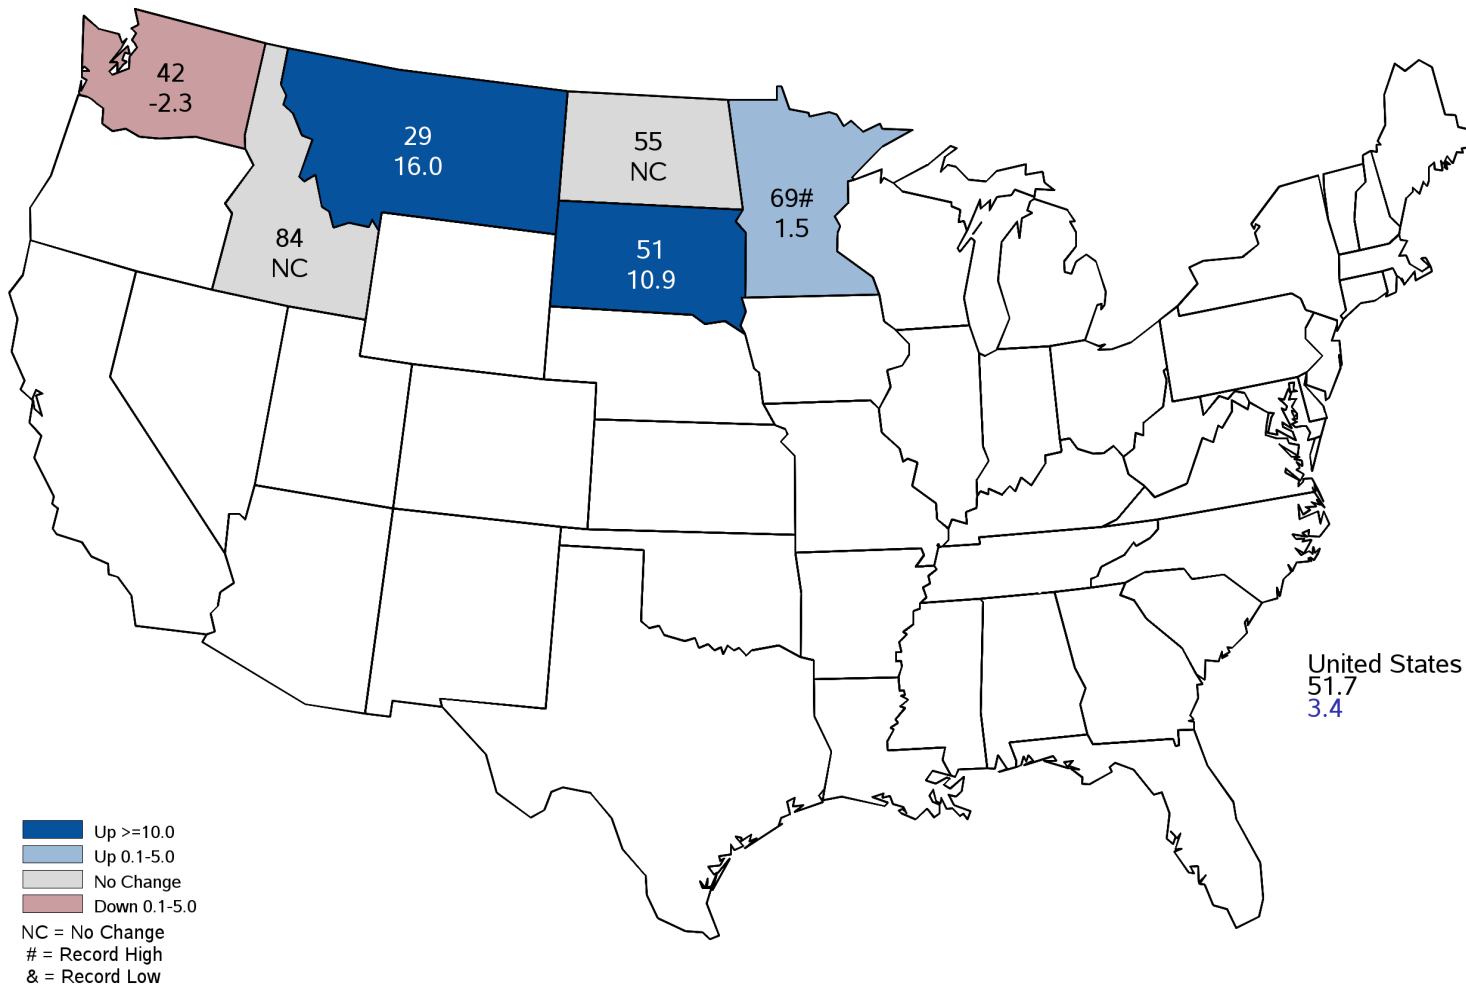 42
-2.3
29
16.0
55
NC
69#
1.5
84
NC
51
10.9
United States
51.7
3.4
Up >=10.0
Up 0.1-5.0
No Change
Down 0.1-5.0
NC = No Change
# = Record High
& = Record Low